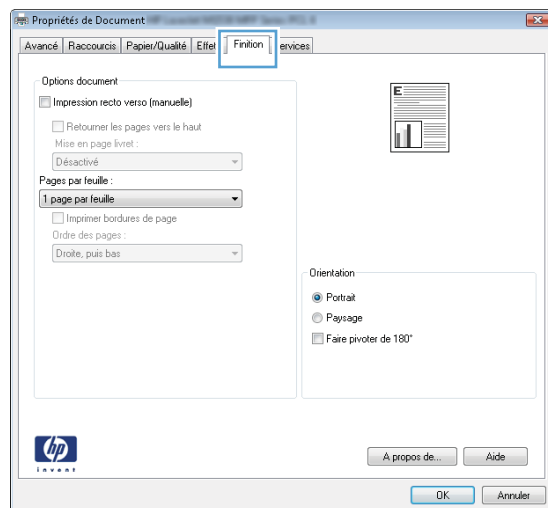 Propriétés de Document
Avancé Raccourcis Papier/Qualité Effet Finition ervices
Options document
Impression recto verso (manuelle)
Retourner les pages vers le haut
Mise en page livret :
Désactivé
Pages par feuille :
1 page par feuille
Imprimer bordures de page
Ordre des pages :
Droite, puis bas
E
Orientation
Portrait
Paysage
Faire pivoter de 180°
hp
invent
A propos de... Aide
OK Annuler